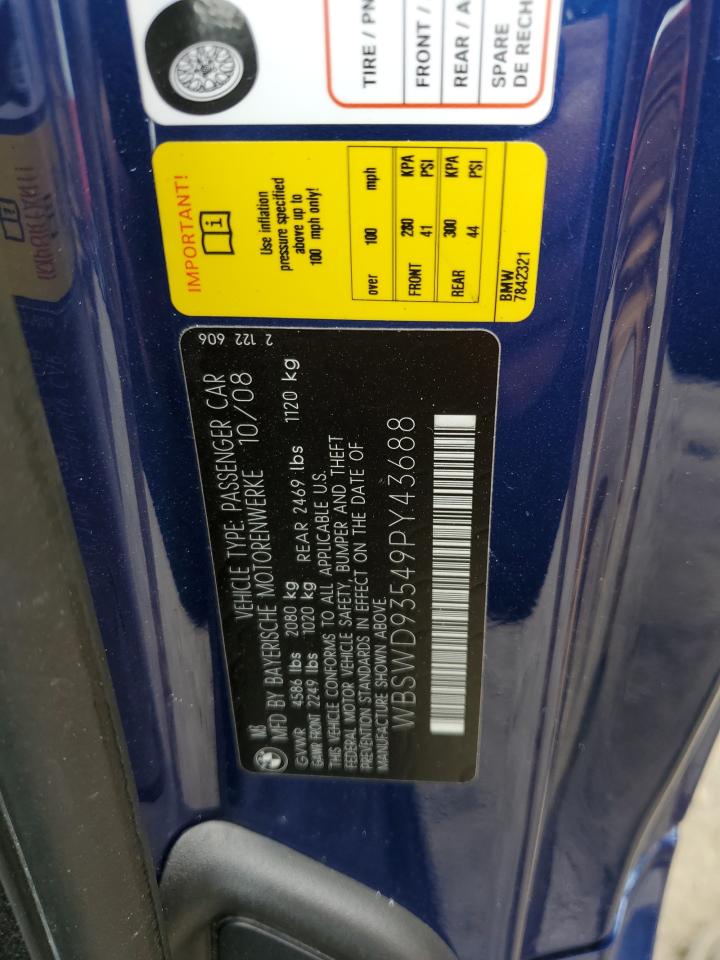 TIRE / PN
FRONT /
REAR / A
SPARE
DE RECH
IMPORTANT!
i
Use inflation
pressure specified
above up to
100 mph only!
over 100 mph
FRONT 280 KPA
41 PSI
REAR 300 KPA
44 PSI
BMW
7842321
2 122 606
VEHICLE TYPE: PASSENGER CAR
M3 MFD BY BAYERISCHE MOTORENWERKE 10/08
GVWR 4586 lbs 2080 kg
GAWR FRONT 2249 lbs 1020 kg REAR 2469 lbs 1120 kg
THIS VEHICLE CONFORMS TO ALL APPLICABLE U.S.
FEDERAL MOTOR VEHICLE SAFETY, BUMPER AND THEFT
PREVENTION STANDARDS IN EFFECT ON THE DATE OF
MANUFACTURE SHOWN ABOVE.
WBSWD93549PY43688